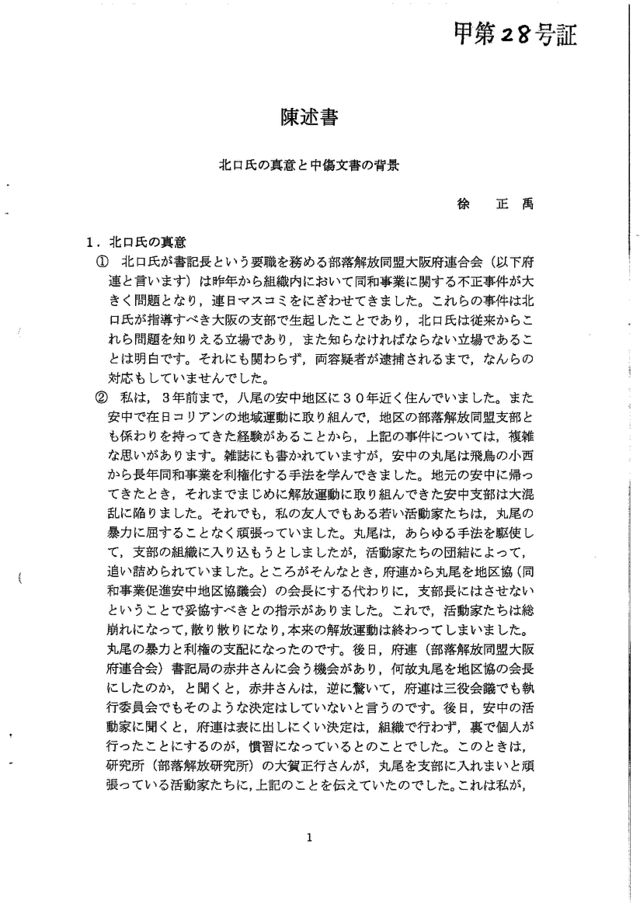 甲第28号証
陳述書
北口氏の真意と中傷文書の背景
徐　正　禹
1．北口氏の真意
①　北口氏が書記長という要職を務める部落解放同盟大阪府連合会（以下府
連と言います）は昨年から組織内において同和事業に関する不正事件が大
きく問題となり，連日マスコミをにぎわせてきました。これらの事件は北
口氏が指導すべき大阪の支部で生起したことであり，北口氏は従来からこ
れら問題を知りえる立場であり，また知らなければならない立場であるこ
とは明白です。それにも関わらず，両容疑者が逮捕されるまで，なんらの
対応もしていませんでした。
②　私は，３年前まで，八尾の安中地区に３０年近く住んでいました。また
安中で在日コリアンの地域運動に取り組んで，地区の部落解放同盟支部と
も係わりを持ってきた経験があることから，上記の事件については，複雑
な思いがあります。雑誌にも書かれていますが，安中の丸尾は飛鳥の小西
から長年同和事業を利権化する手法を学んできました。地元の安中に帰っ
てきたとき，それまでまじめに解放運動に取り組んできた安中支部は大混
乱に陥りました。それでも，私の友人でもある若い活動家たちは，丸尾の
暴力に屈することなく頑張っていました。丸尾は，あらゆる手法を駆使し
て，支部の組織に入り込もうとしましたが，活動家たちの団結によって，
追い詰められていました。ところがそんなとき，府連から丸尾を地区協（同
和事業促進安中地区協議会）の会長にする代わりに，支部長にはさせない
ということで妥協すべきとの指示がありました。これで，活動家たちは総
崩れになって，散り散りになり，本来の解放運動は終わってしまいました。
丸尾の暴力と利権の支配になったのです。後日，府連（部落解放同盟大阪
府連合会）書記局の赤井さんに会う機会があり，何故丸尾を地区協の会長
にしたのか，と聞くと，赤井さんは，逆に驚いて，府連は三役会議でも執
行委員会でもそのような決定はしていないと言うのです。後日，安中の活
動家に聞くと，府連は表に出しにくい決定は，組織で行わず，裏で個人が
行ったことにするのが，慣習になっているとのことでした。このときは，
研究所（部落解放研究所）の大賀正行さんが，丸尾を支部に入れまいと頑
張っている活動家たちに，上記のことを伝えていたのでした。これは私が，
1